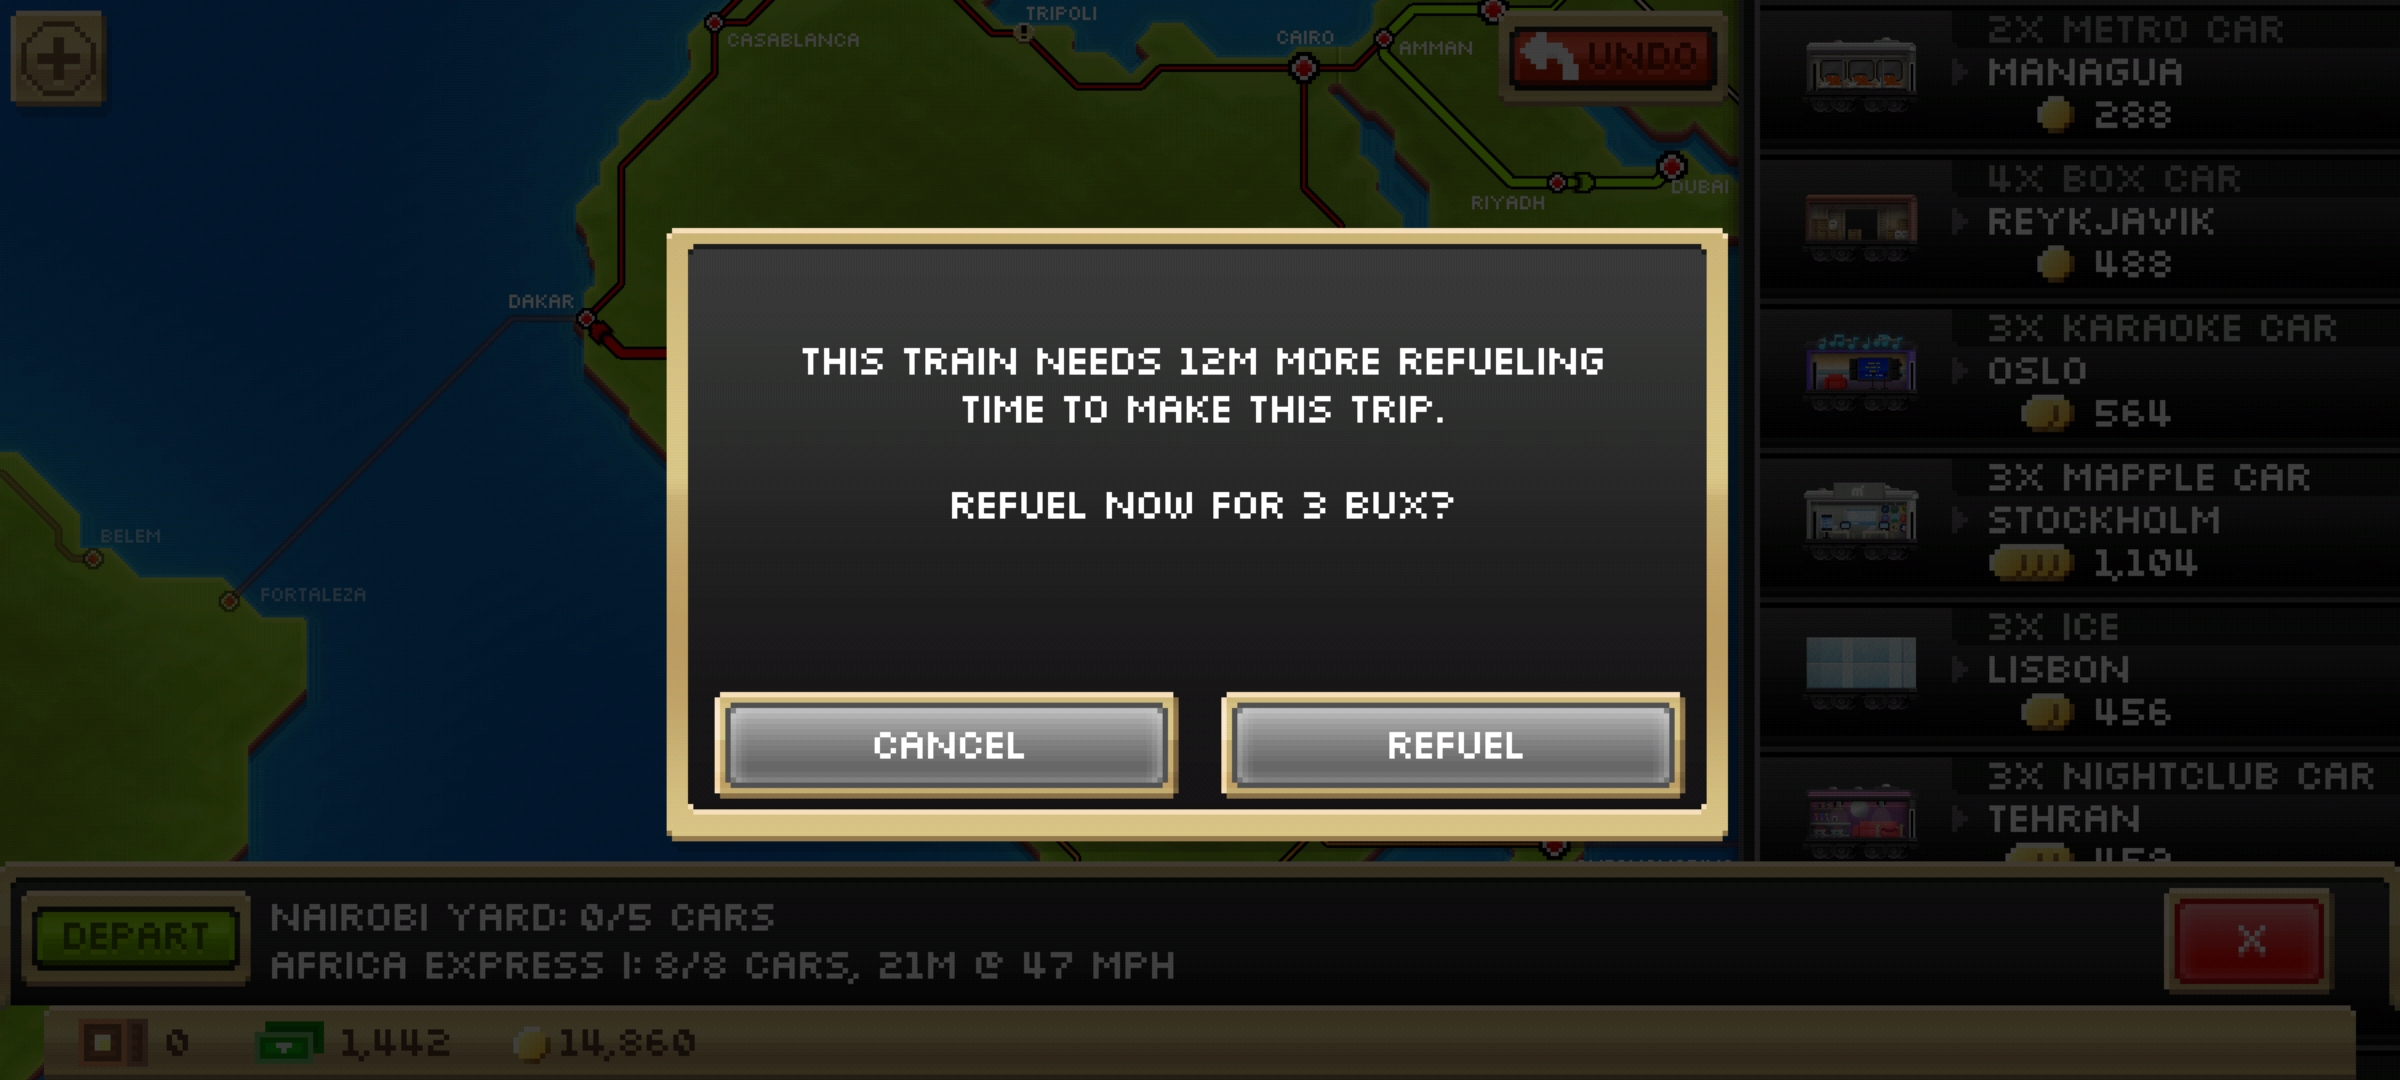 TRIPOLI
CASABLANCA
CAIRO
AMMAN
UNDO
RIYADH
DUBAI
DAKAR
BELEM
FORTALEZA
THIS TRAIN NEEDS 12M MORE REFUELING
TIME TO MAKE THIS TRIP.
REFUEL NOW FOR 3 BUX?
CANCEL
REFUEL
2X METRO CAR
MANAGUA
288
4X BOX CAR
REYKJAVIK
488
3X KARAOKE CAR
OSLO
564
3X MAPPLE CAR
STOCKHOLM
1,104
3X ICE
LISBON
456
3X NIGHTCLUB CAR
TEHRAN
DEPART
NAIROBI YARD: 0/5 CARS
AFRICA EXPRESS I: 8/8 CARS, 21M @ 47 MPH
X
0
1,442
14,860